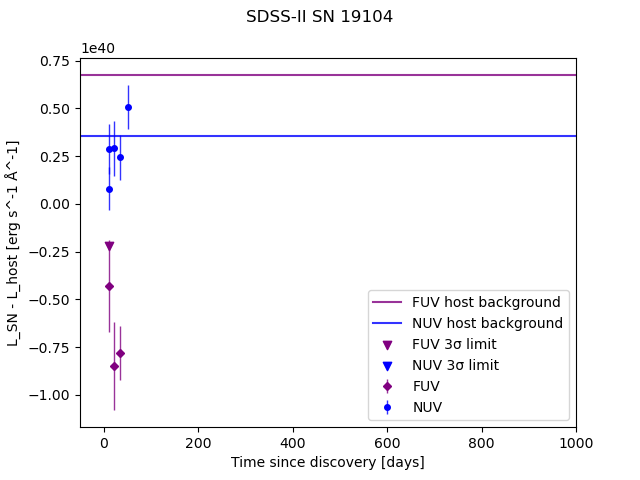 SDSS-II SN 19104
1e40
0.75
0.50
0.25
0.00
−0.25
−0.50
−0.75
−1.00
L_SN - L_host [erg s^-1 Å^-1]
FUV host background
NUV host background
FUV 3σ limit
NUV 3σ limit
FUV
NUV
0 200 400 600 800 1000
Time since discovery [days]